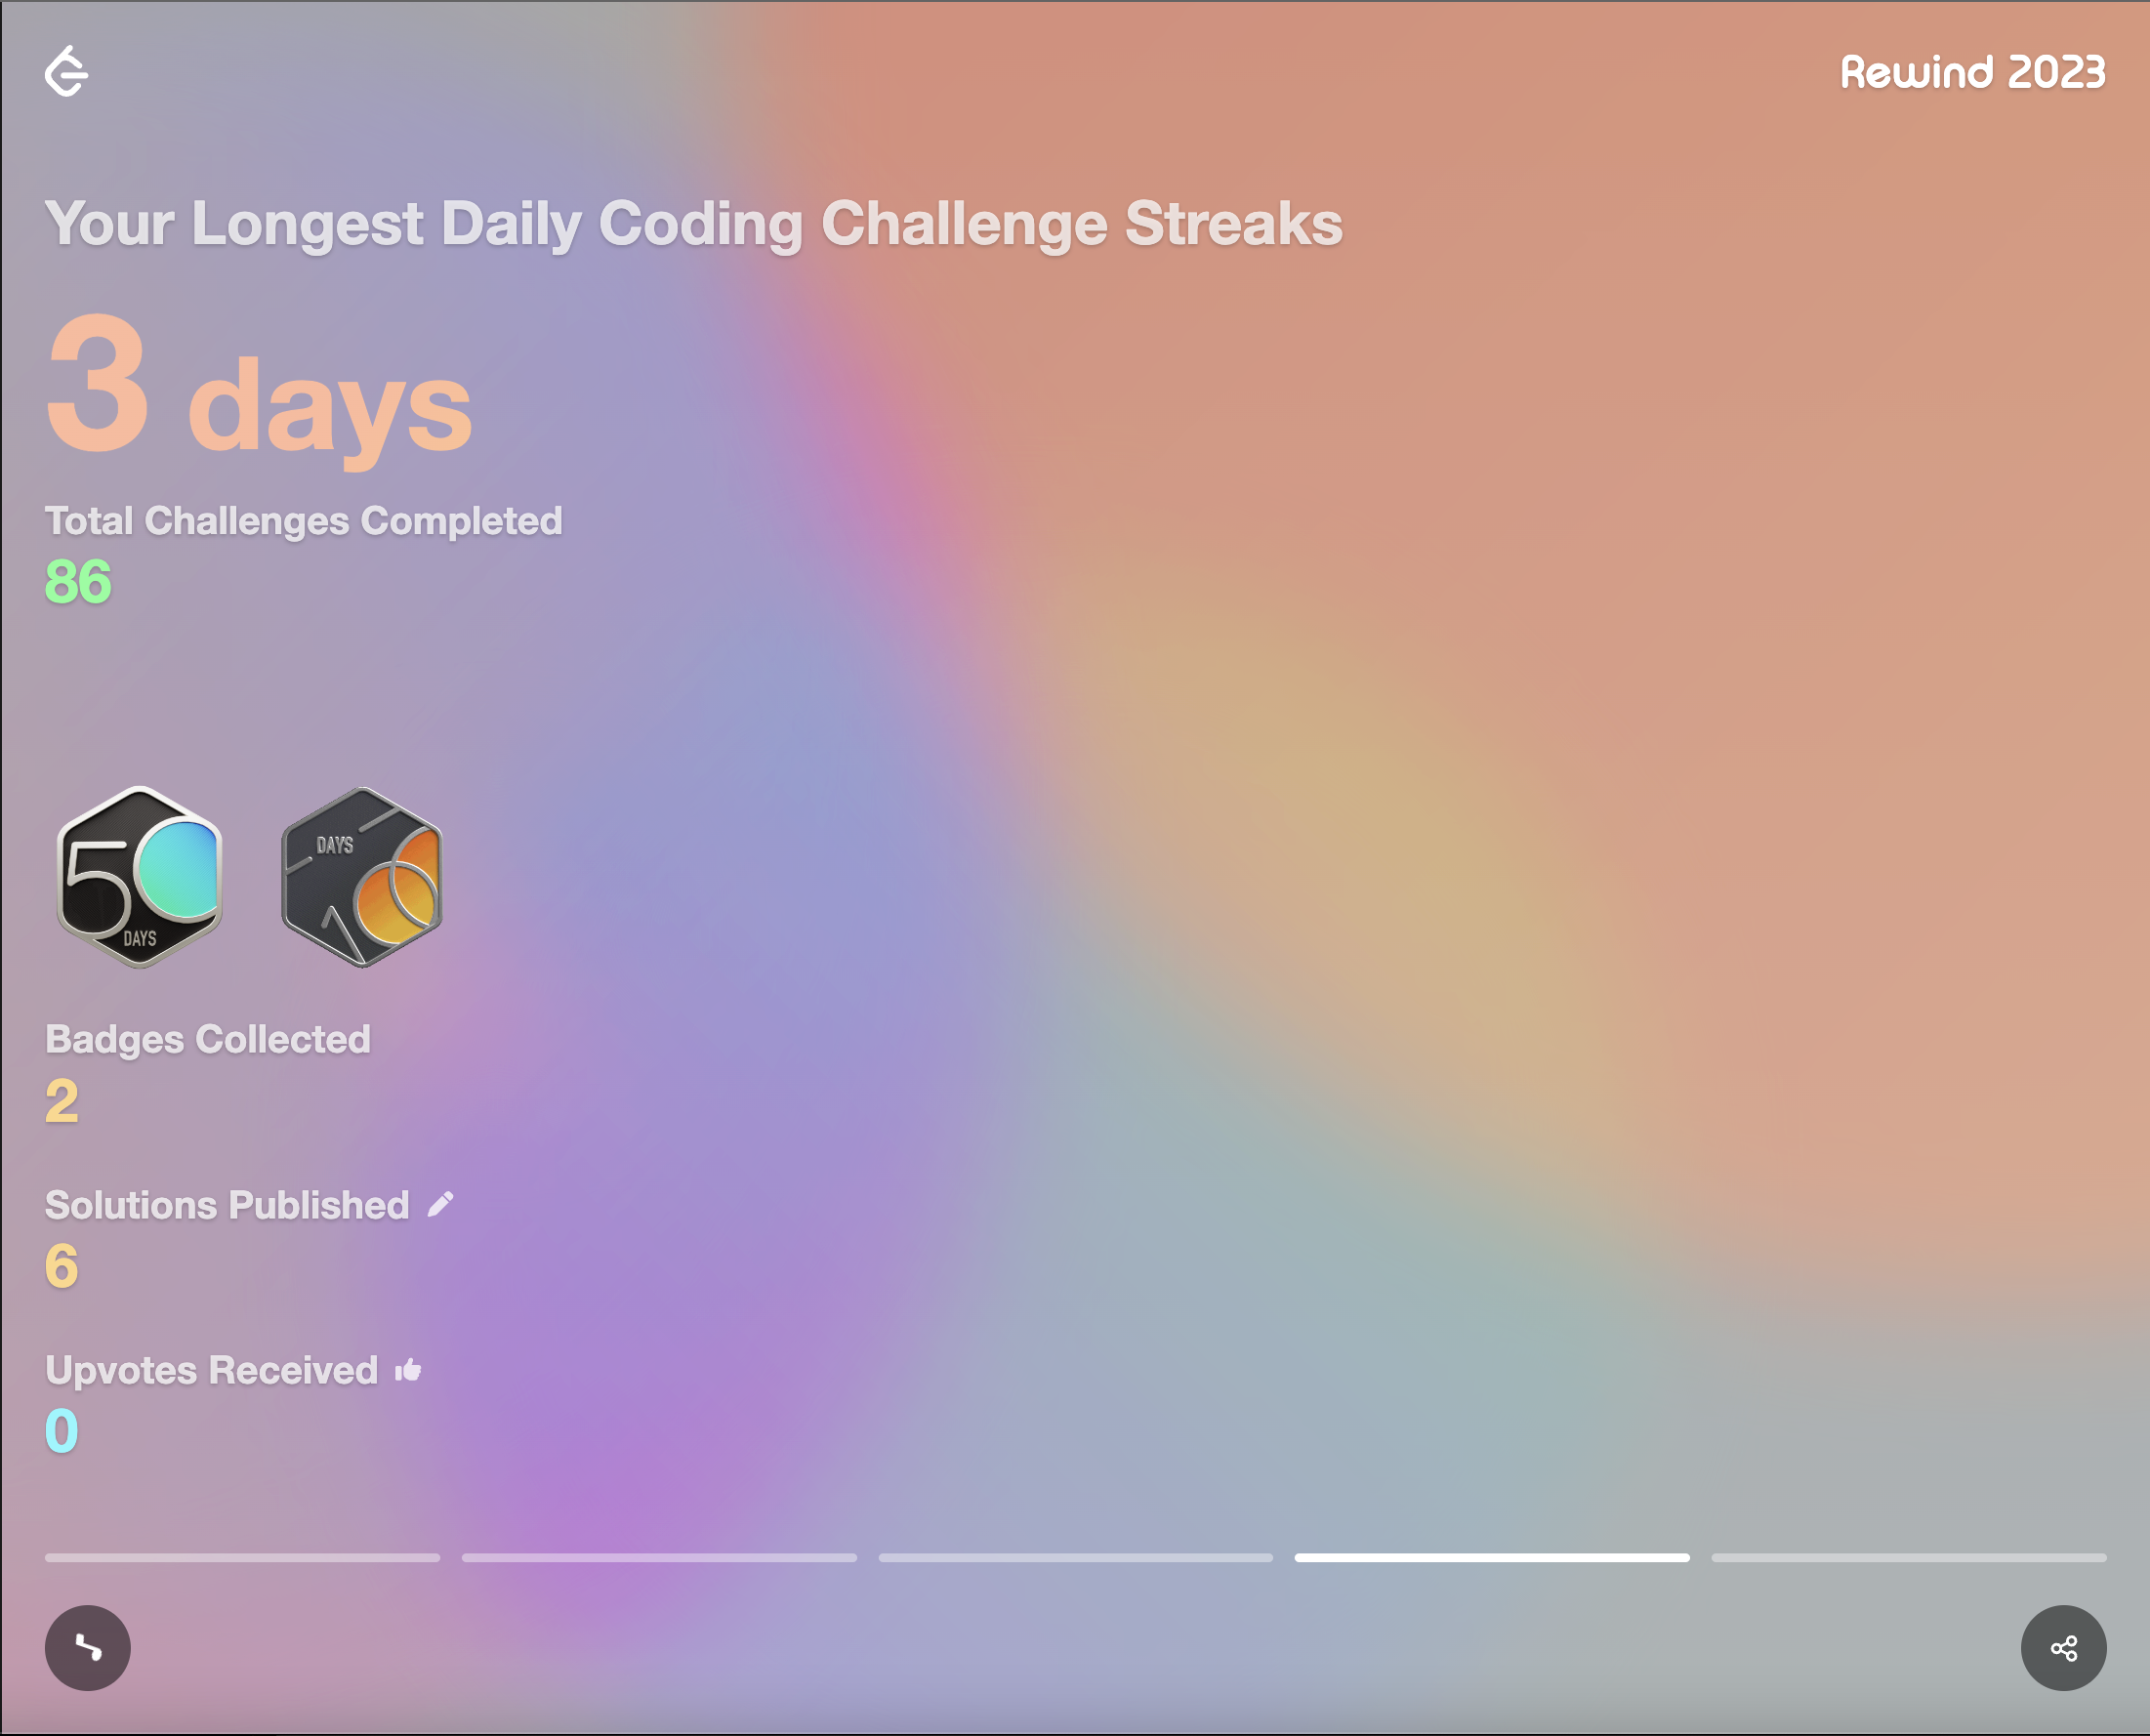 Rewind 2023
Your Longest Daily Coding Challenge Streaks
3 days
Total Challenges Completed
86
50
DAYS
DAYS
100
Badges Collected
2
Solutions Published
6
Upvotes Received
0